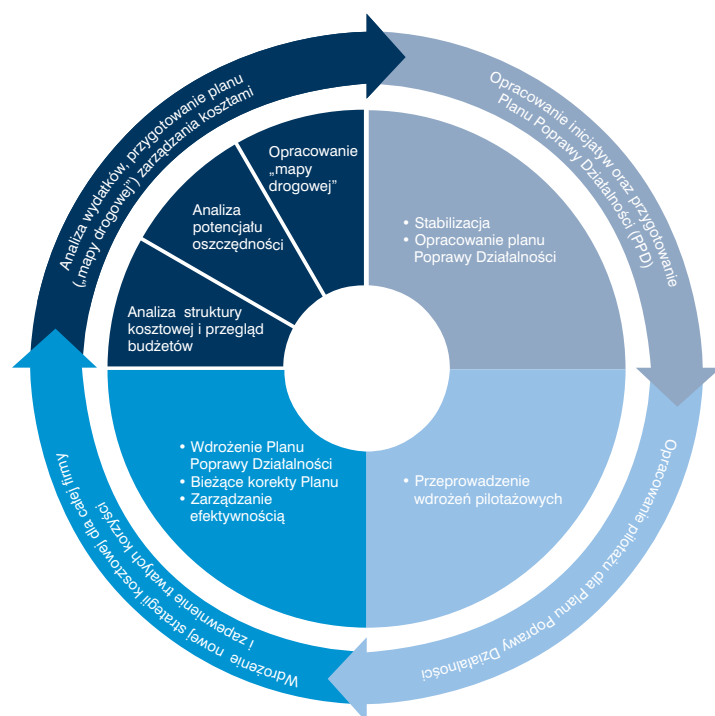 Analiza wydatków, przygotowanie planu
(„mapy drogowej”) zarządzania kosztami
Opracowanie inicjatyw oraz przygotowanie
Planu Poprawy Działalności (PPD)
Opracowanie
„mapy
drogowej”
Analiza
potencjału
oszczędności
Analiza struktury
kosztowej i przegląd
budżetów
• Stabilizacja
• Opracowanie planu
Poprawy Działalności
• Wdrożenie Planu
Poprawy Działalności
• Bieżące korekty Planu
• Zarządzanie
efektywnością
• Przeprowadzenie
wdrożeń pilotażowych
Opracowanie pilotażu dla Planu Poprawy Działalności
Wdrożenie nowej strategii kosztowej dla całej firmy
i zapewnienie trwałych korzyści